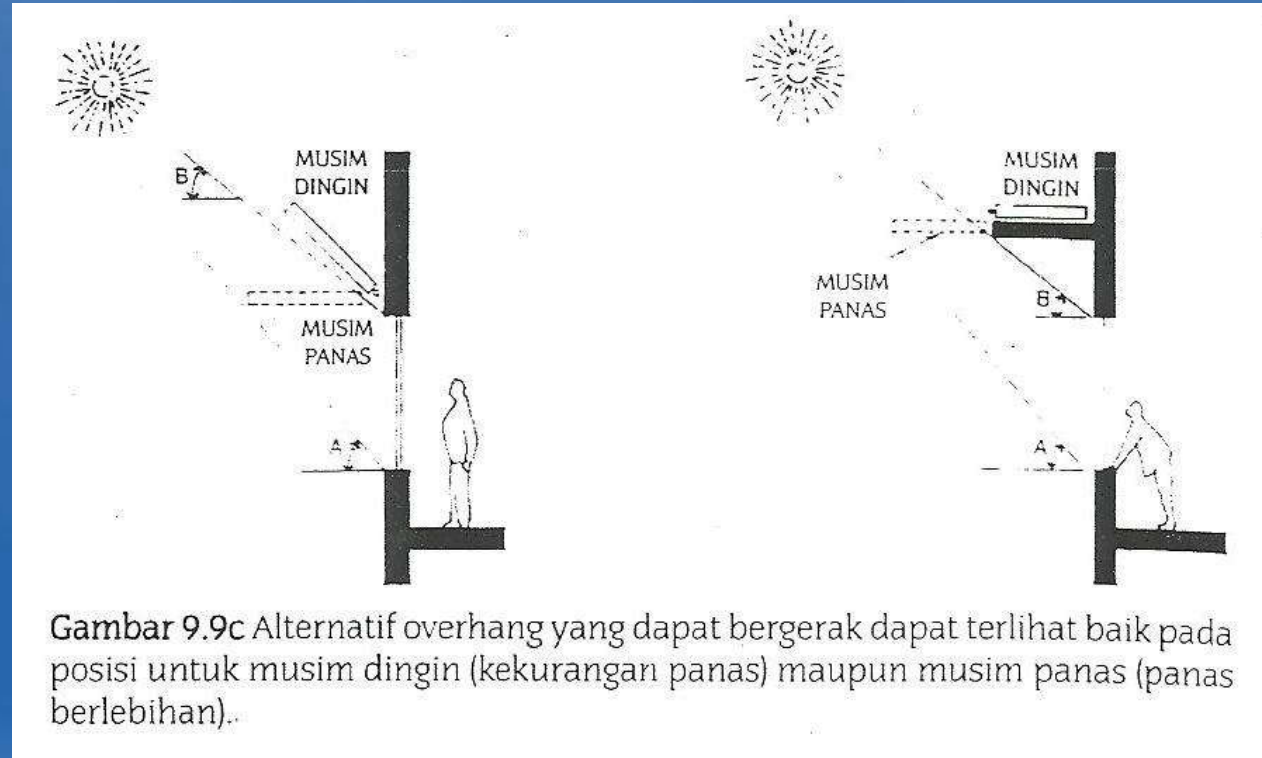 MUSIM
DINGIN
B
MUSIM
PANAS
A
MUSIM
DINGIN
MUSIM
PANAS
B
A
Gambar 9.9c Alternatif overhang yang dapat bergerak dapat terlihat baik pada
posisi untuk musim dingin (kekurangan panas) maupun musim panas (panas
berlebihan)..